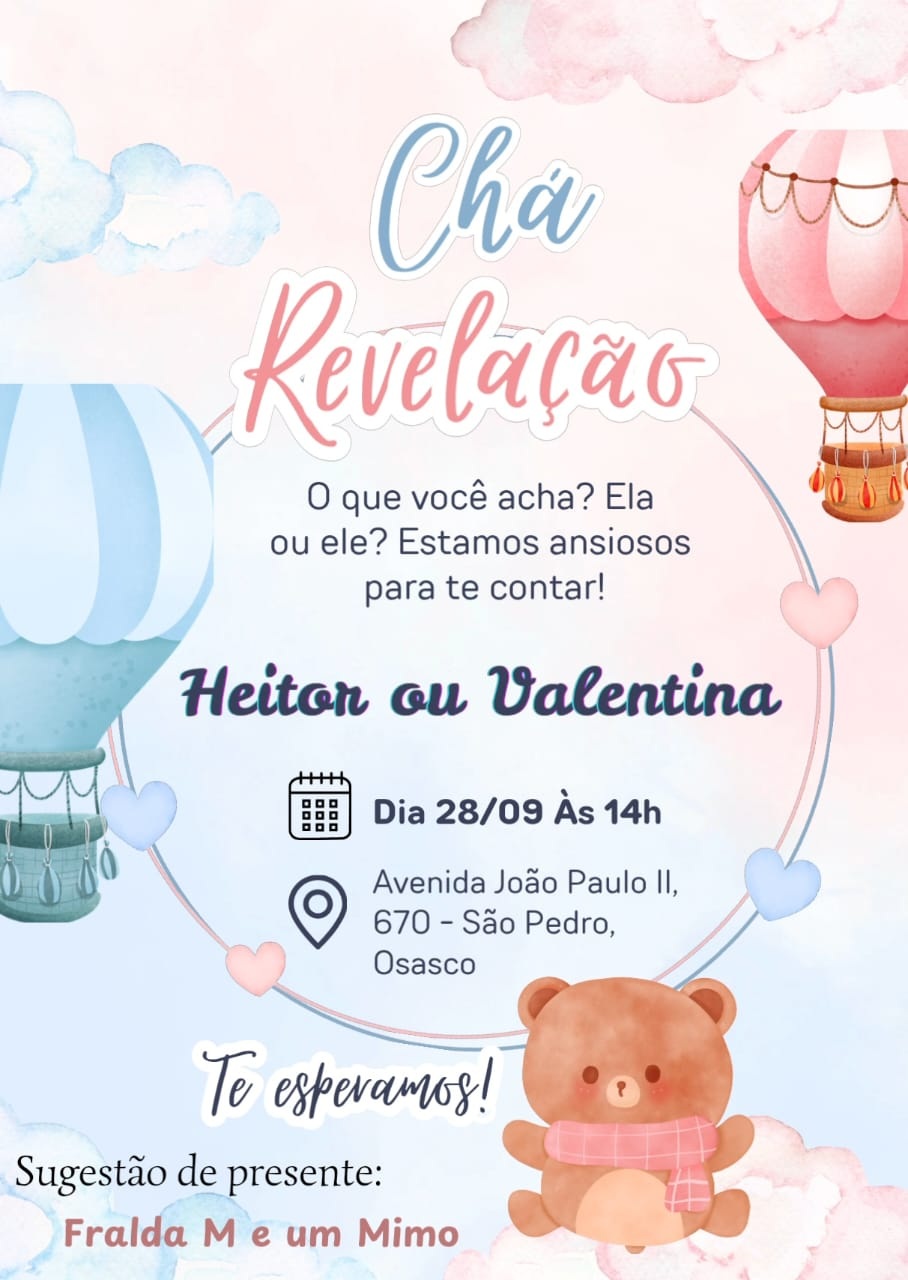 Chá
Revelação
O que você acha? Ela
ou ele? Estamos ansiosos
para te contar!
Heitor ou Valentina
Dia 28/09 Às 14h
Avenida João Paulo II,
670 - São Pedro,
Osasco
Te esperamos!
Sugestão de presente:
Fralda M e um Mimo